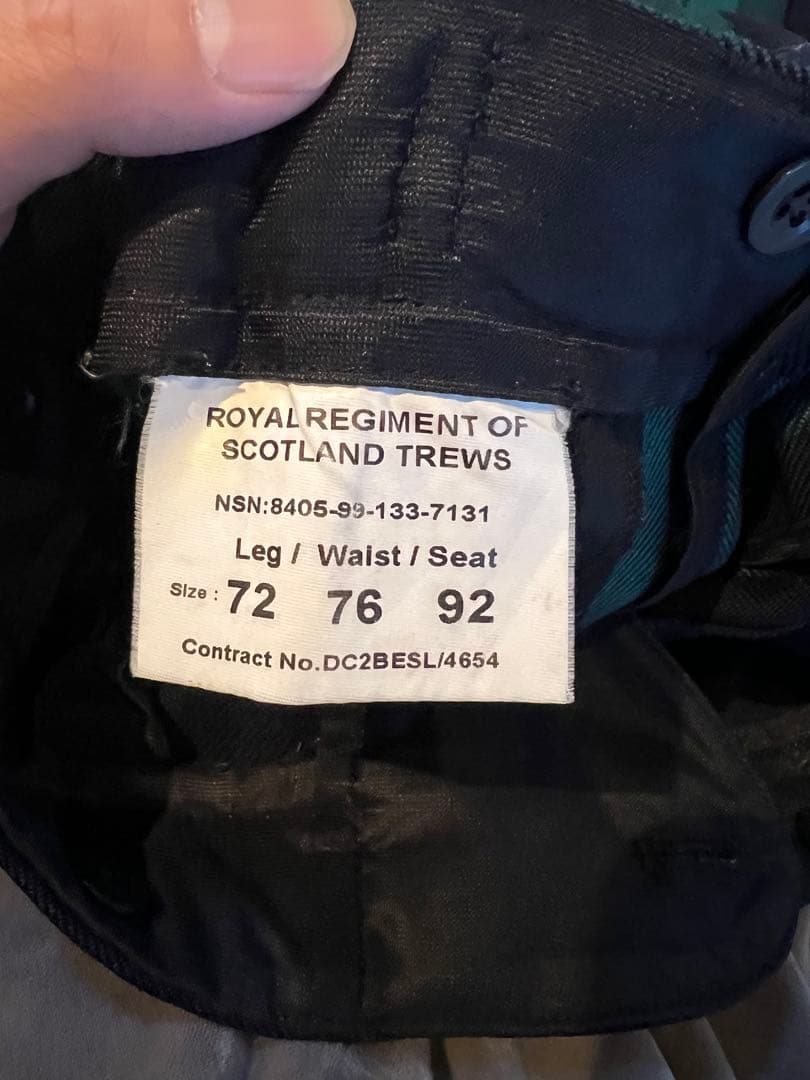 ROYAL REGIMENT OF
SCOTLAND TREWS
NSN:8405-99-133-7131
Leg / Waist / Seat
Size : 72 76 92
Contract No.DC2BESL/4654